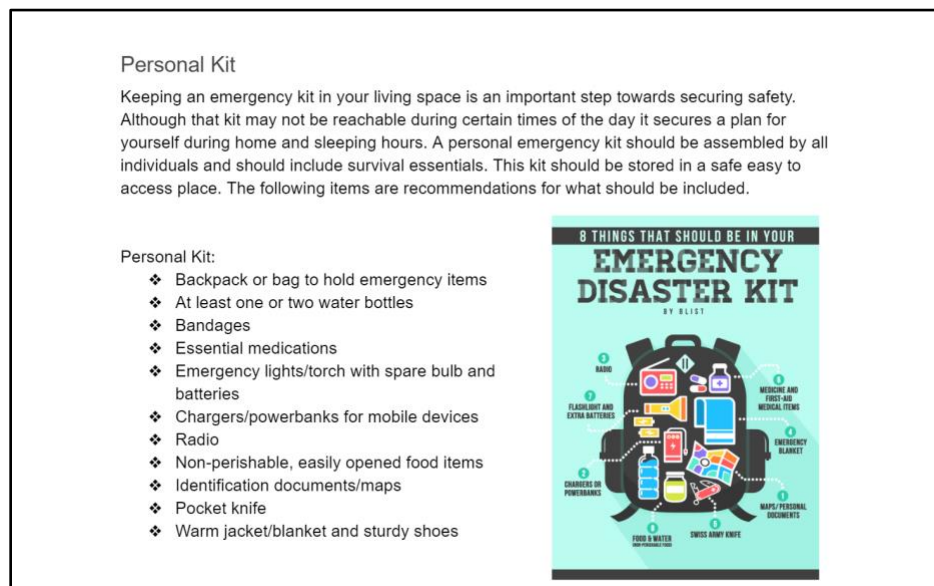 Personal Kit
Keeping an emergency kit in your living space is an important step towards securing safety.
Although that kit may not be reachable during certain times of the day it secures a plan for
yourself during home and sleeping hours. A personal emergency kit should be assembled by all
individuals and should include survival essentials. This kit should be stored in a safe easy to
access place. The following items are recommendations for what should be included.
Personal Kit:
❖ Backpack or bag to hold emergency items
❖ At least one or two water bottles
❖ Bandages
❖ Essential medications
❖ Emergency lights/torch with spare bulb and
batteries
❖ Chargers/powerbanks for mobile devices
❖ Radio
❖ Non-perishable, easily opened food items
❖ Identification documents/maps
❖ Pocket knife
❖ Warm jacket/blanket and sturdy shoes
8 THINGS THAT SHOULD BE IN YOUR
EMERGENCY
DISASTER KIT
BY BLIST
3
RADIO
7
FLASHLIGHT AND
EXTRA BATTERIES
2
CHARGERS OR
POWERBANKS
FOOD & WATER
(NON-PERISHABLE FOOD)
SWISS ARMY KNIFE
1
MAPS/PERSONAL
DOCUMENTS
4
EMERGENCY
BLANKET
MEDICINE AND
FIRST-AID
MEDICAL ITEMS